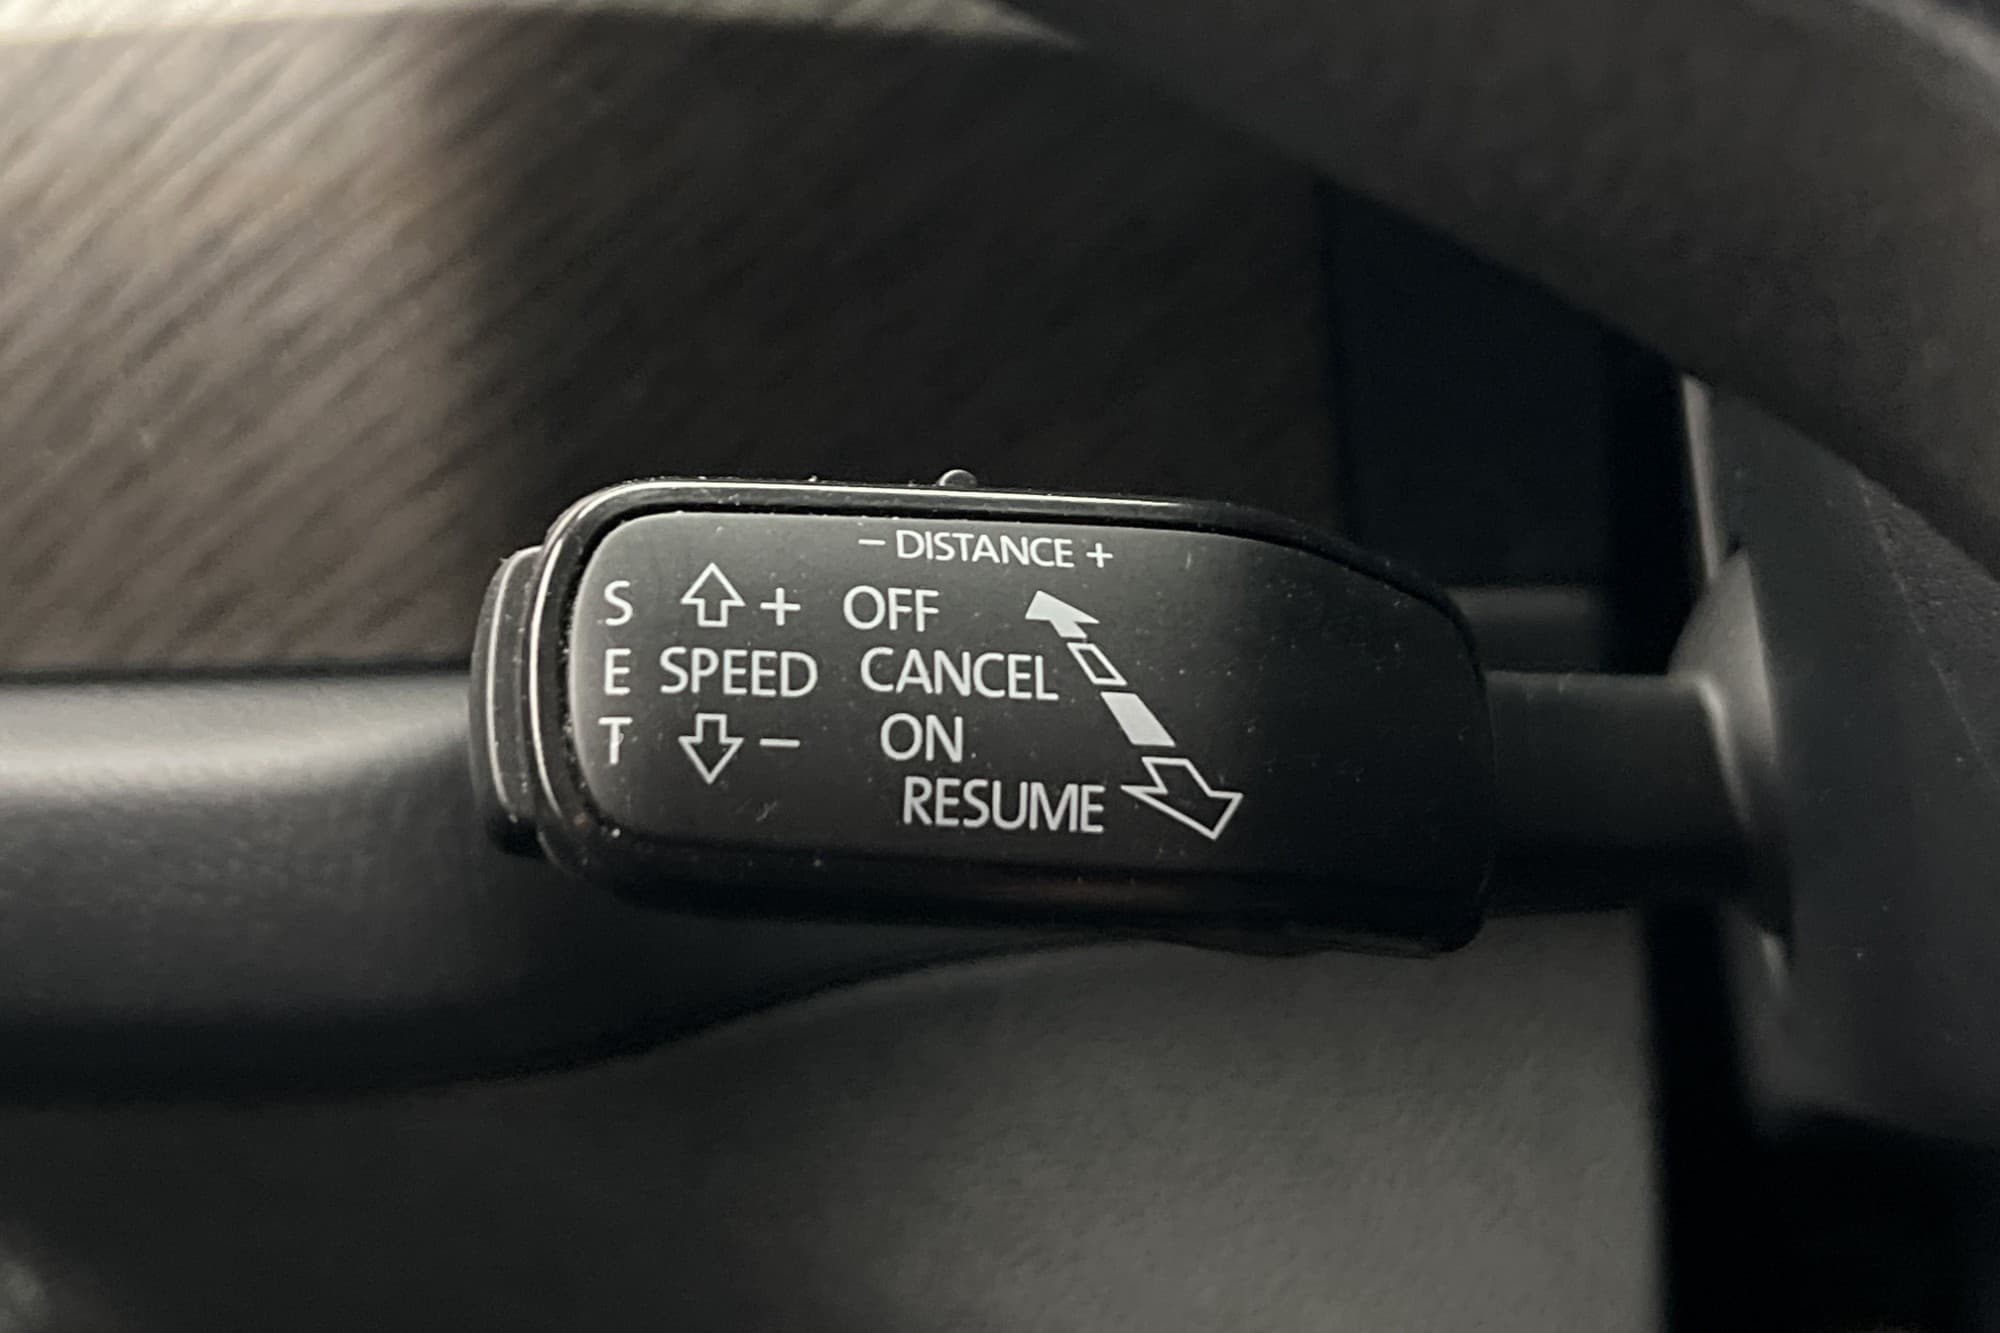 – DISTANCE +
S + OFF
E SPEED CANCEL
T – ON
RESUME